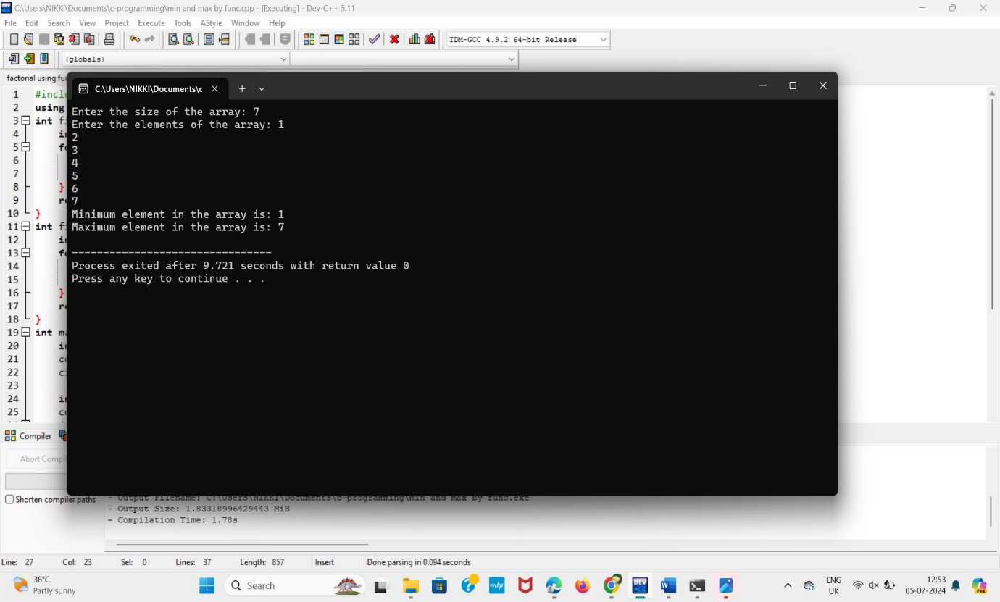 C:\Users\NIKKI\Documents\c-programming\min and max by func.cpp - [Executing] - Dev-C++ 5.11
File Edit Search View Project Execute Tools AStyle Window Help
TDM-GCC 4.9.2 64-bit Release
(globals)
factorial using fu
C:\Users\NIKKI\Documents\c
Enter the size of the array: 7
Enter the elements of the array: 1
2
3
4
5
6
7
Minimum element in the array is: 1
Maximum element in the array is: 7
--------------------------------
Process exited after 9.721 seconds with return value 0
Press any key to continue . . .
1 #incl
2 using
3 int f
4 i
5 f
6
7
8 }
9 r
10 }
11 int f
12 i
13 f
14
15
16 }
17 r
18 }
19 int m
20 i
21 c
22 c
23
24 i
25 c
Compiler
Abort Compi
Shorten compiler paths
- Output Filename: C:\Users\NIKKI\Documents\c-programming\min and max by func.exe
- Output Size: 1.83318996429443 MiB
- Compilation Time: 1.78s
Line: 27 Col: 23 Sel: 0 Lines: 37 Length: 857 Insert Done parsing in 0.094 seconds
36°C
Partly sunny
Search
myhp
DEV
W
ENG
UK
12:53
05-07-2024
PRE